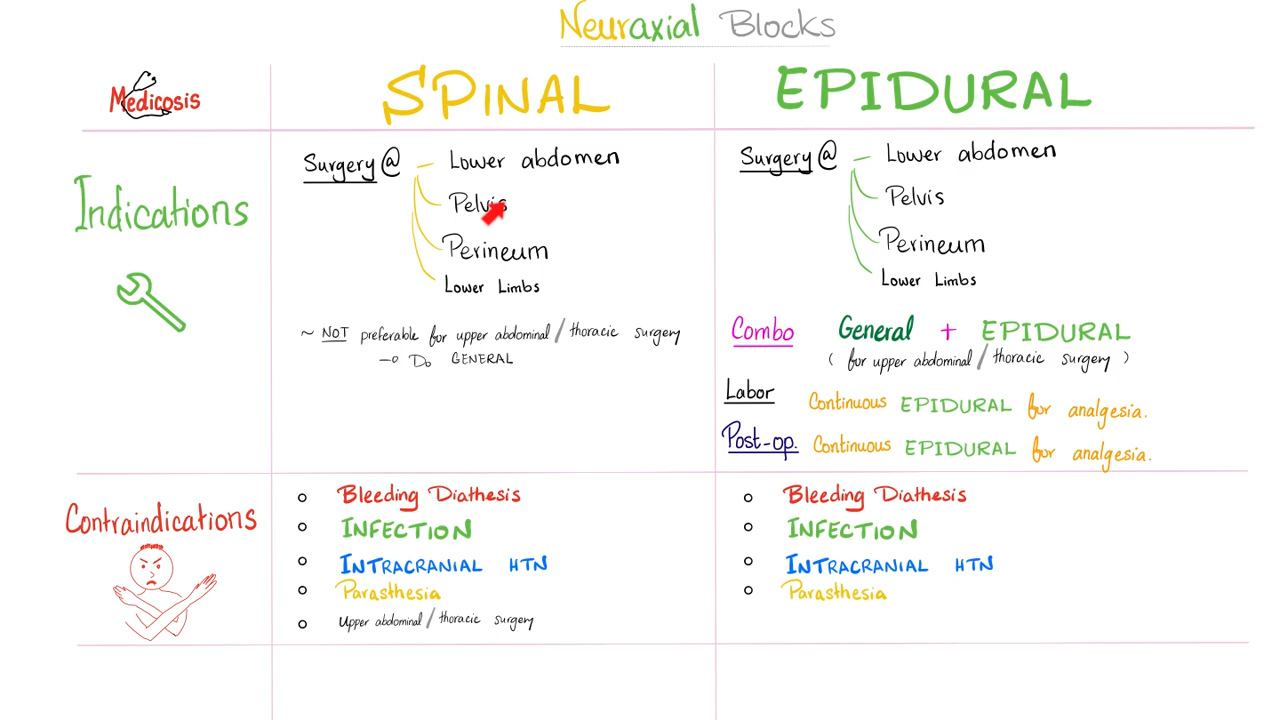 Neuraxial Blocks
Medicosis
SPINAL
EPIDURAL
Indications
Surgery @ – Lower abdomen
Pelvis
Perineum
Lower Limbs
~ NOT preferable for upper abdominal / thoracic surgery
→ Do GENERAL
Surgery @ – Lower abdomen
Pelvis
Perineum
Lower Limbs
Combo General + EPIDURAL
( for upper abdominal / thoracic surgery )
Labor Continuous EPIDURAL for analgesia.
Post-op. Continuous EPIDURAL for analgesia.
Contraindications
Bleeding Diathesis
INFECTION
INTRACRANIAL HTN
Parasthesia
Upper abdominal / thoracic surgery
Bleeding Diathesis
INFECTION
INTRACRANIAL HTN
Parasthesia